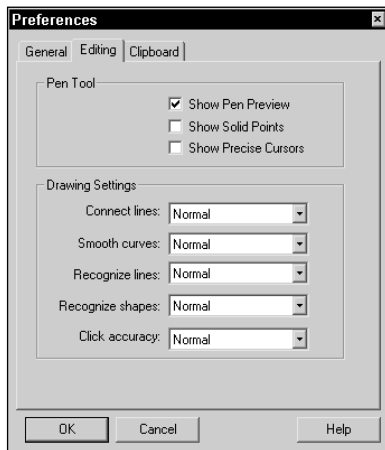 Preferences
General Editing Clipboard
Pen Tool
Show Pen Preview
Show Solid Points
Show Precise Cursors
Drawing Settings
Connect lines: Normal
Smooth curves: Normal
Recognize lines: Normal
Recognize shapes: Normal
Click accuracy: Normal
OK Cancel Help